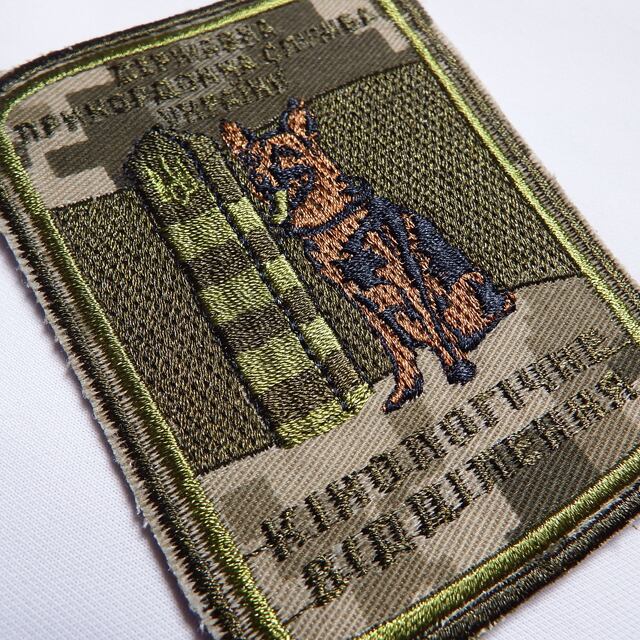 ДЕРЖАВНА
ПРИКОРДОННА СЛУЖБА
УКРАЇНИ
КІНОЛОГІЧНЕ
ВІДДІЛЕННЯ